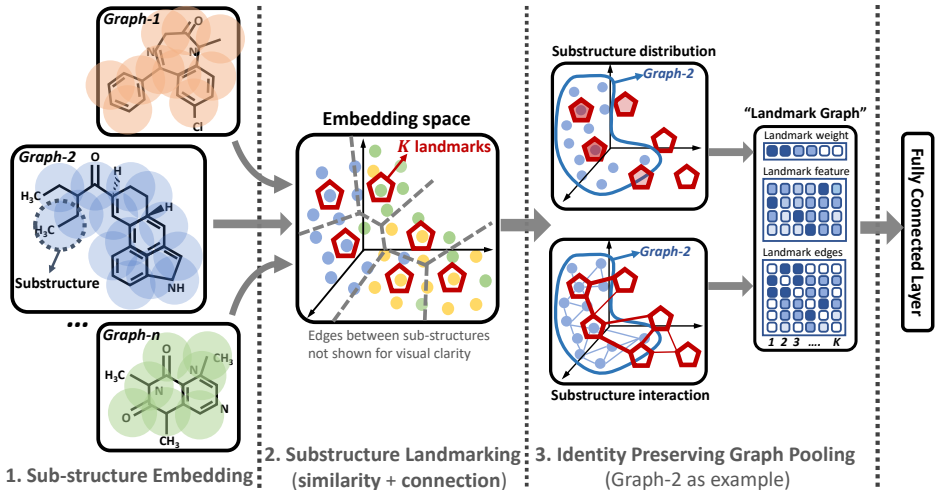 Graph-1
O
N
N
Cl
Graph-2
O
H
H₃C
H₃C
H
NH
Substructure
...
Graph-n
O
CH₃
N
H₃C
N
O
N
CH₃
1. Sub-structure Embedding
Embedding space
K landmarks
Edges between sub-structures
not shown for visual clarity
2. Substructure Landmarking
(similarity + connection)
Substructure distribution
Graph-2
Graph-2
Substructure interaction
3. Identity Preserving Graph Pooling
(Graph-2 as example)
“Landmark Graph”
Landmark weight
Landmark feature
Landmark edges
1 2 3 .... K
Fully Connected Layer